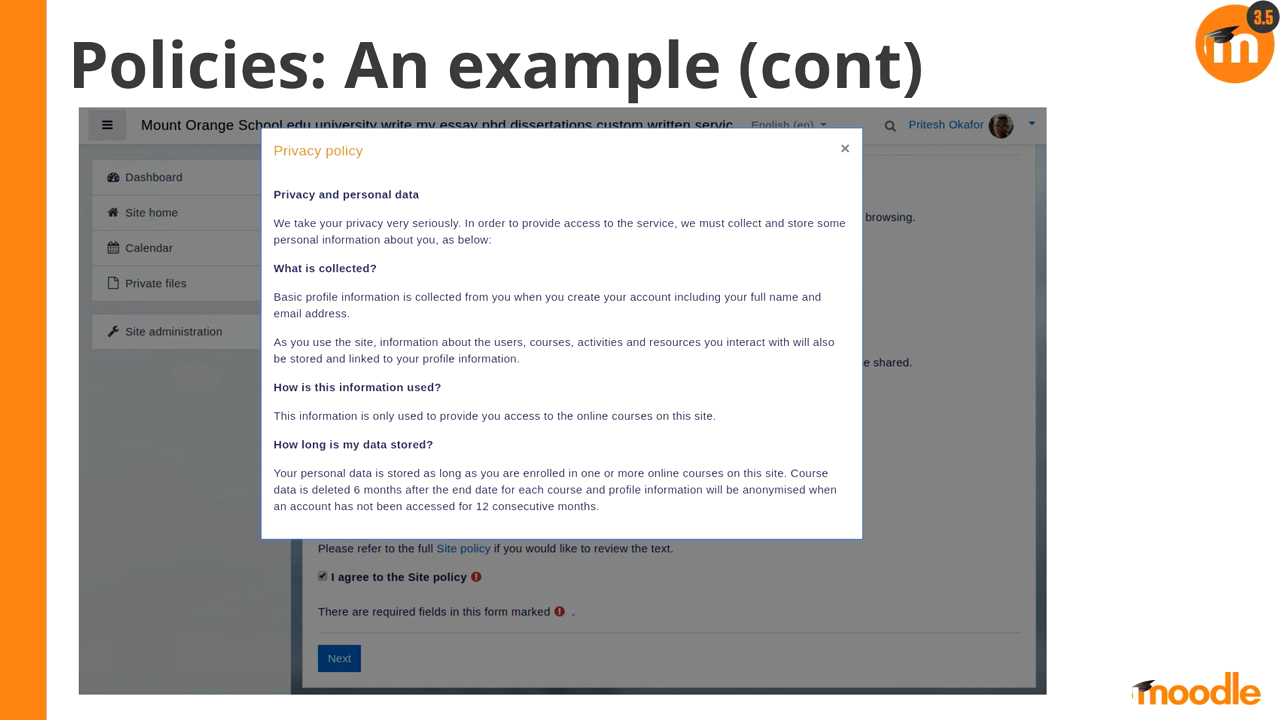 Policies: An example (cont)
3.5
m
Mount Orange School edu university write my essay phd dissertations custom written servic
English (en)
Pritesh Okafor
Dashboard
Site home
Calendar
Private files
Site administration
Privacy policy
×
Privacy and personal data
We take your privacy very seriously. In order to provide access to the service, we must collect and store some
personal information about you, as below:
browsing.
What is collected?
Basic profile information is collected from you when you create your account including your full name and
email address.
As you use the site, information about the users, courses, activities and resources you interact with will also
be stored and linked to your profile information.
e shared.
How is this information used?
This information is only used to provide you access to the online courses on this site.
How long is my data stored?
Your personal data is stored as long as you are enrolled in one or more online courses on this site. Course
data is deleted 6 months after the end date for each course and profile information will be anonymised when
an account has not been accessed for 12 consecutive months.
Please refer to the full Site policy if you would like to review the text.
I agree to the Site policy
There are required fields in this form marked .
Next
moodle